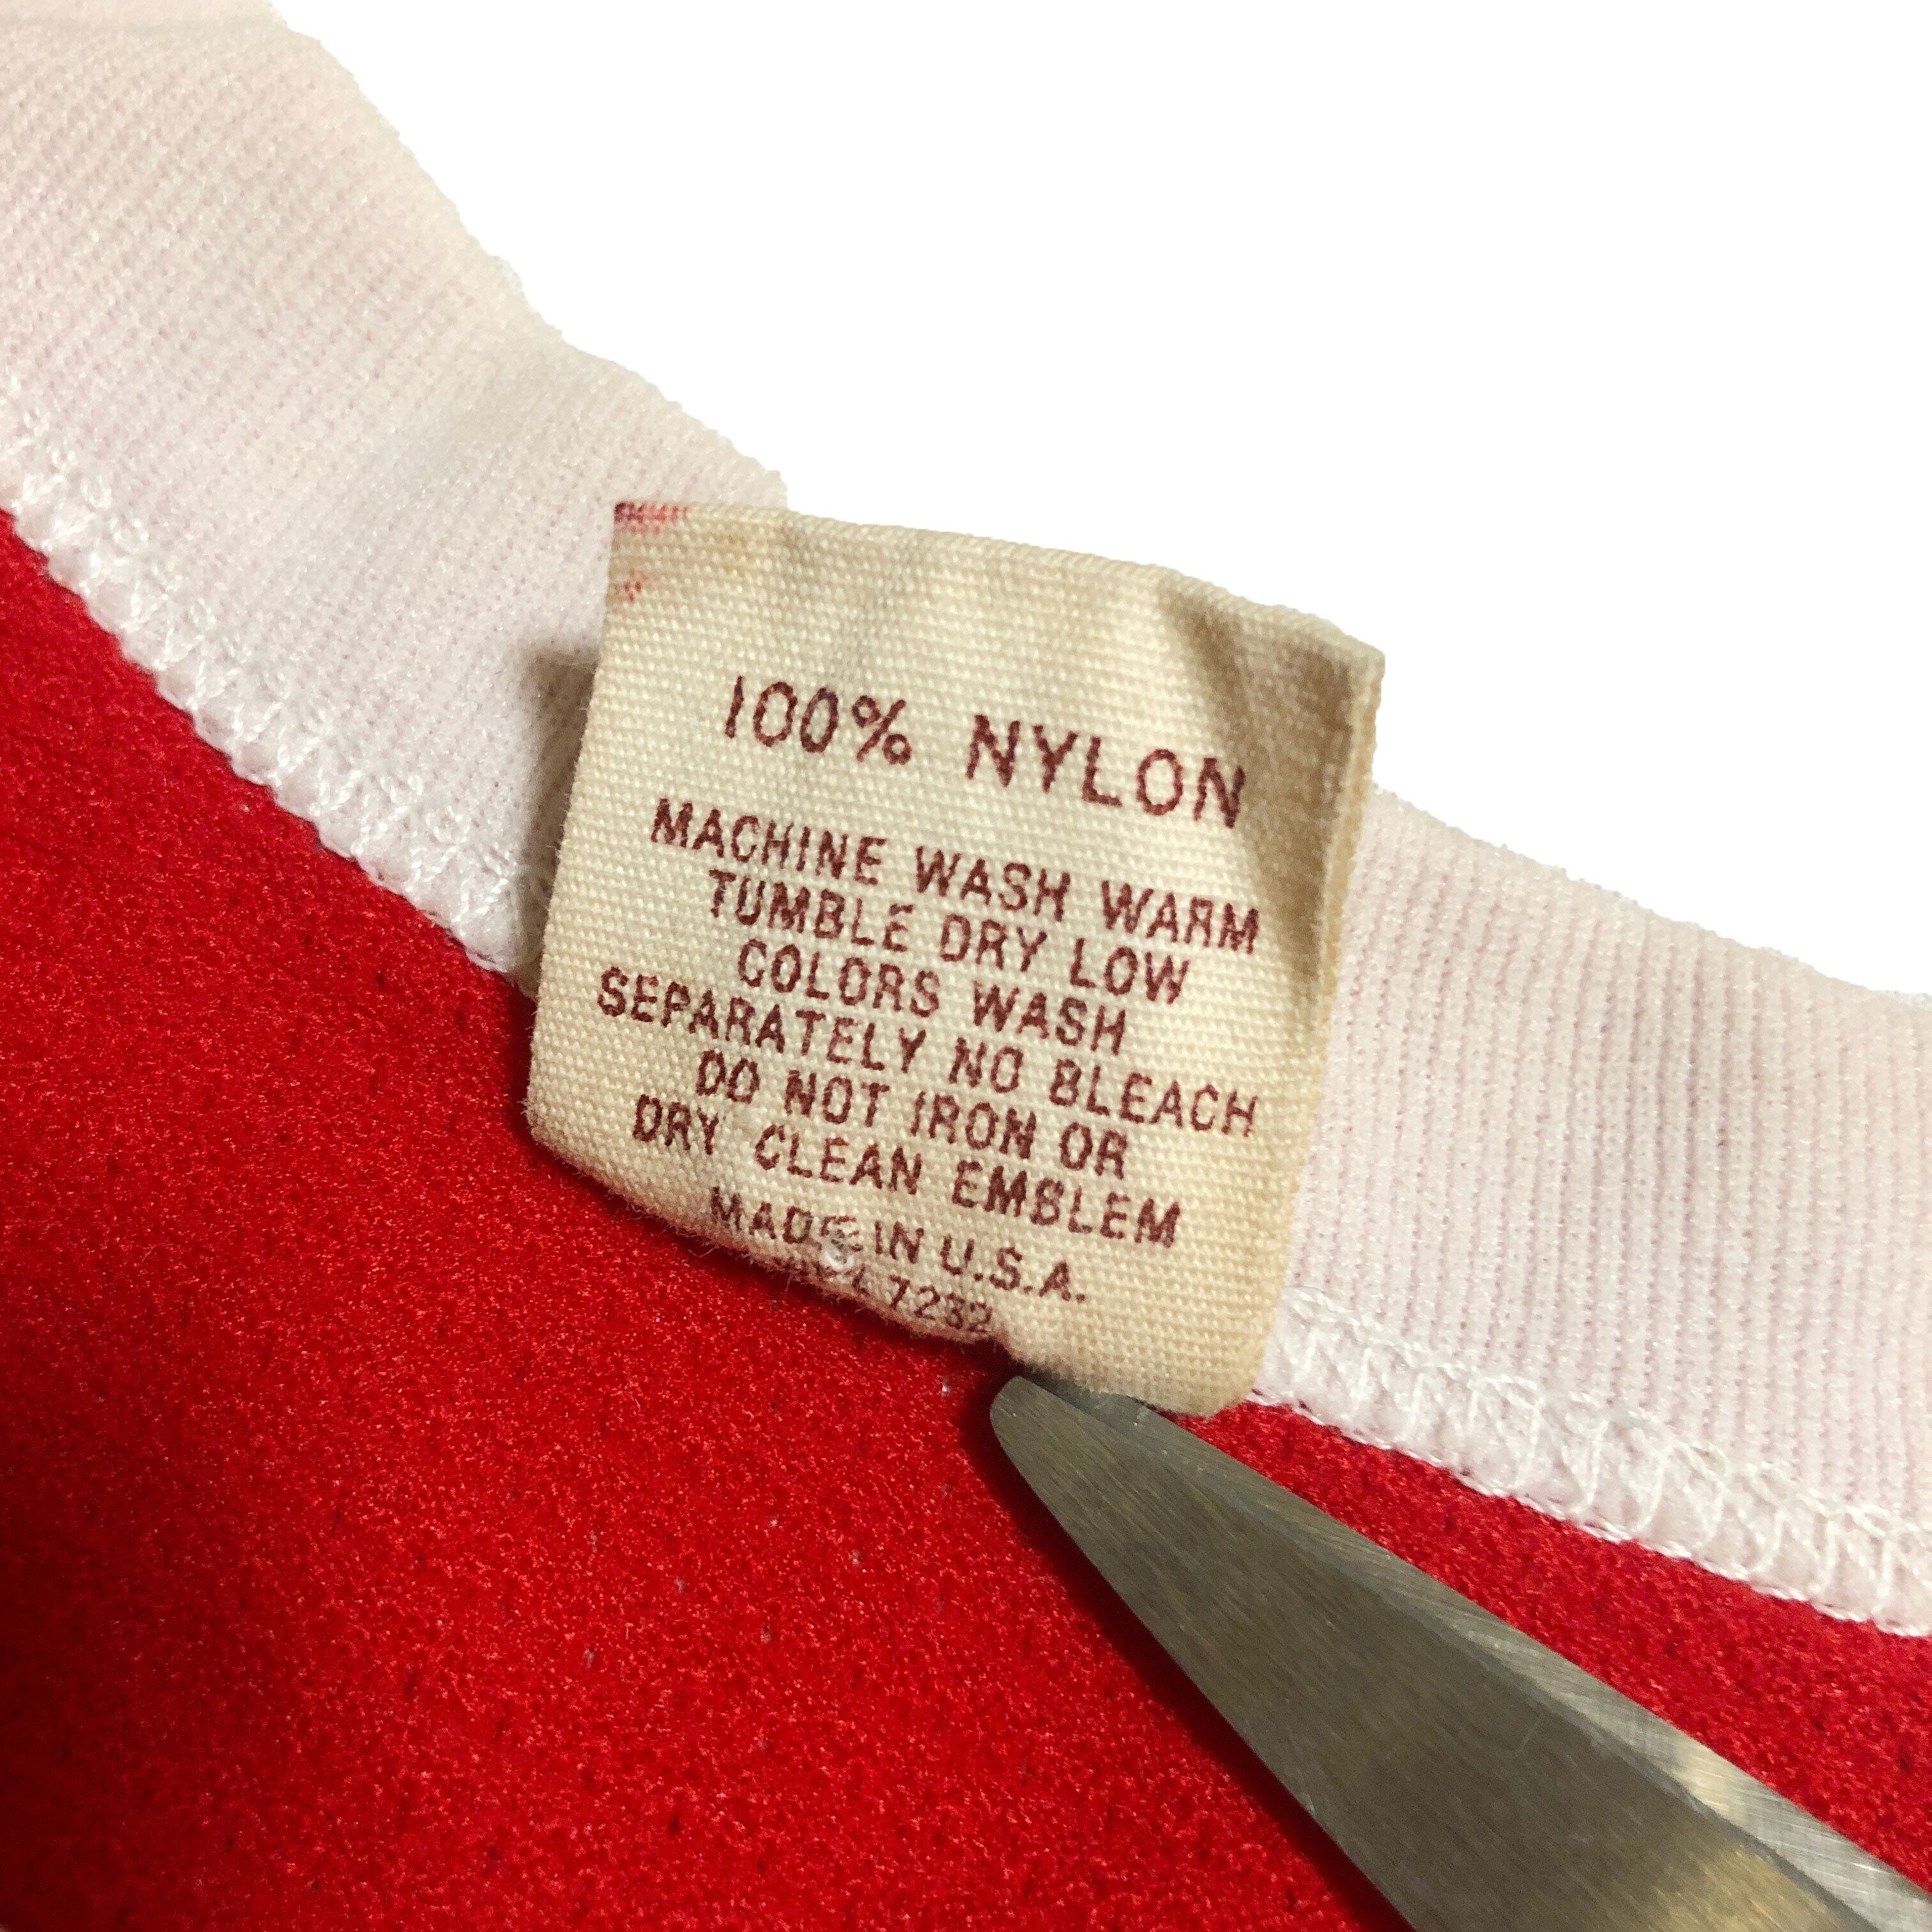 100% NYLON
MACHINE WASH WARM
TUMBLE DRY LOW
COLORS WASH
SEPARATELY NO BLEACH
DO NOT IRON OR
DRY CLEAN EMBLEM
MADE IN U.S.A.
7232